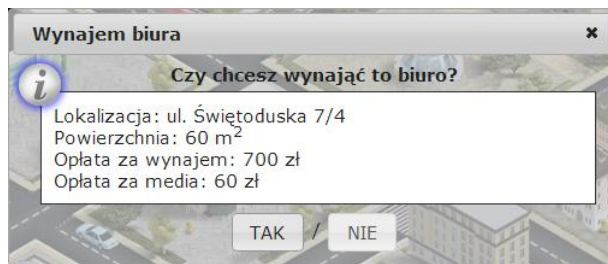 Wynajem biura
Czy chcesz wynająć to biuro?
Lokalizacja: ul. Świętoduska 7/4
Powierzchnia: 60 m²
Opłata za wynajem: 700 zł
Opłata za media: 60 zł
TAK / NIE